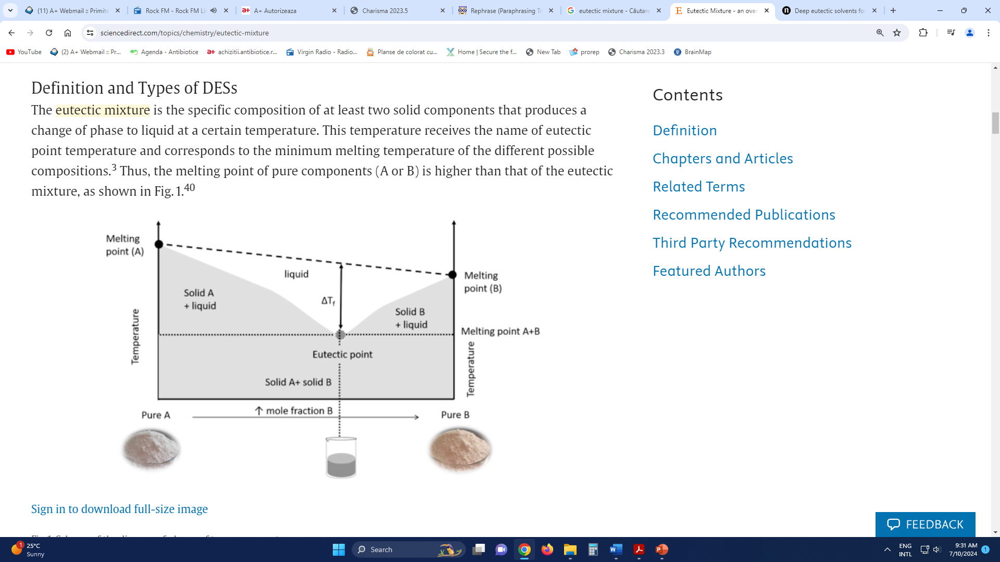 (11) A+ Webmail :: Primite
Rock FM - Rock FM Li
A+ Autorizeaza
Charisma 2023.5
Rephrase (Paraphrasing To
eutectic mixture - Căutare
Eutectic Mixture - an over
Deep eutectic solvents for
sciencedirect.com/topics/chemistry/eutectic-mixture
YouTube
(2) A+ Webmail :: Pr...
Agenda - Antibiotice
achizitii.antibiotice.r...
Virgin Radio - Radio...
Planse de colorat cu...
Home | Secure the f...
New Tab
prorep
Charisma 2023.3
BrainMap
Definition and Types of DESs
The eutectic mixture is the specific composition of at least two solid components that produces a
change of phase to liquid at a certain temperature. This temperature receives the name of eutectic
point temperature and corresponds to the minimum melting temperature of the different possible
compositions.3 Thus, the melting point of pure components (A or B) is higher than that of the eutectic
mixture, as shown in Fig. 1.40
Melting
point (A)
liquid
Melting
point (B)
Solid A
+ liquid
ΔTf
Solid B
+ liquid
Temperature
Melting point A+B
Eutectic point
Temperature
Solid A+ solid B
↑ mole fraction B
Pure A
Pure B
Sign in to download full-size image
Contents
Definition
Chapters and Articles
Related Terms
Recommended Publications
Third Party Recommendations
Featured Authors
FEEDBACK
1
25°C
Sunny
Search
ENG
INTL
9:31 AM
7/10/2024
1